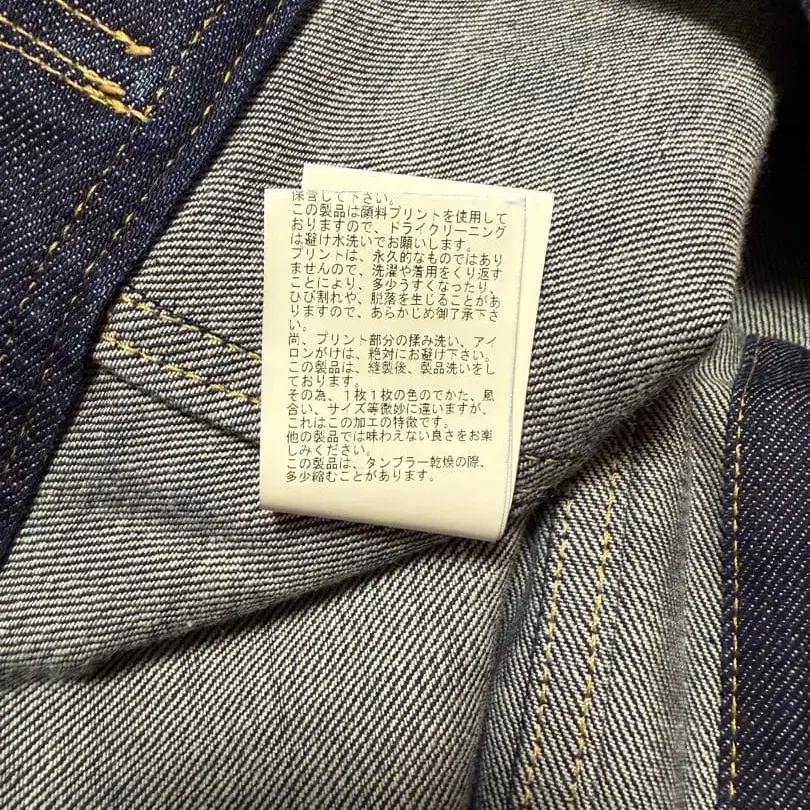 保管して下さい。
この製品は顔料プリントを使用して
おりますので、ドライクリーニング
は避け水洗いでお願いします。
プリントは、永久的なものではあり
ませんので、洗濯や着用をくり返す
ことにより、多少うすくなったり、
ひび割れや、脱落を生じることがあ
りますので、あらかじめ御了承下さ
い。
尚、プリント部分の揉み洗い、アイ
ロンがけは、絶対にお避け下さい。
この製品は、縫製後、製品洗いをし
ております。
その為、1枚1枚の色のでかた、風
合い、サイズ等微妙に違いますが、
これはこの加工の特徴です。
他の製品では味わえない良さをお楽
しみください。
この製品は、タンブラー乾燥の際、
多少縮むことがあります。